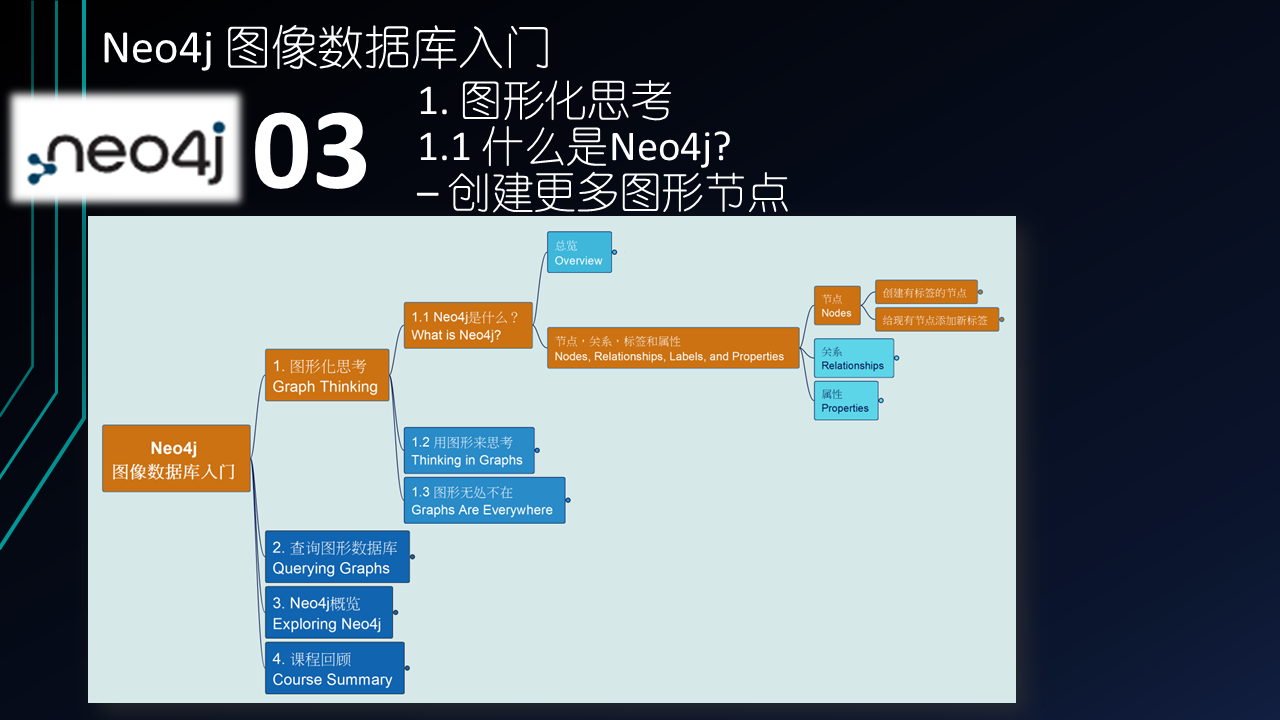 Neo4j 图像数据库入门
neo4j
03
1. 图形化思考
1.1 什么是Neo4j?
– 创建更多图形节点
总览
Overview
1.1 Neo4j是什么？
What is Neo4j?
节点，关系，标签和属性
Nodes, Relationships, Labels, and Properties
节点
Nodes
创建有标签的节点
给现有节点添加新标签
关系
Relationships
属性
Properties
1. 图形化思考
Graph Thinking
1.2 用图形来思考
Thinking in Graphs
1.3 图形无处不在
Graphs Are Everywhere
Neo4j
图像数据库入门
2. 查询图形数据库
Querying Graphs
3. Neo4j概览
Exploring Neo4j
4. 课程回顾
Course Summary